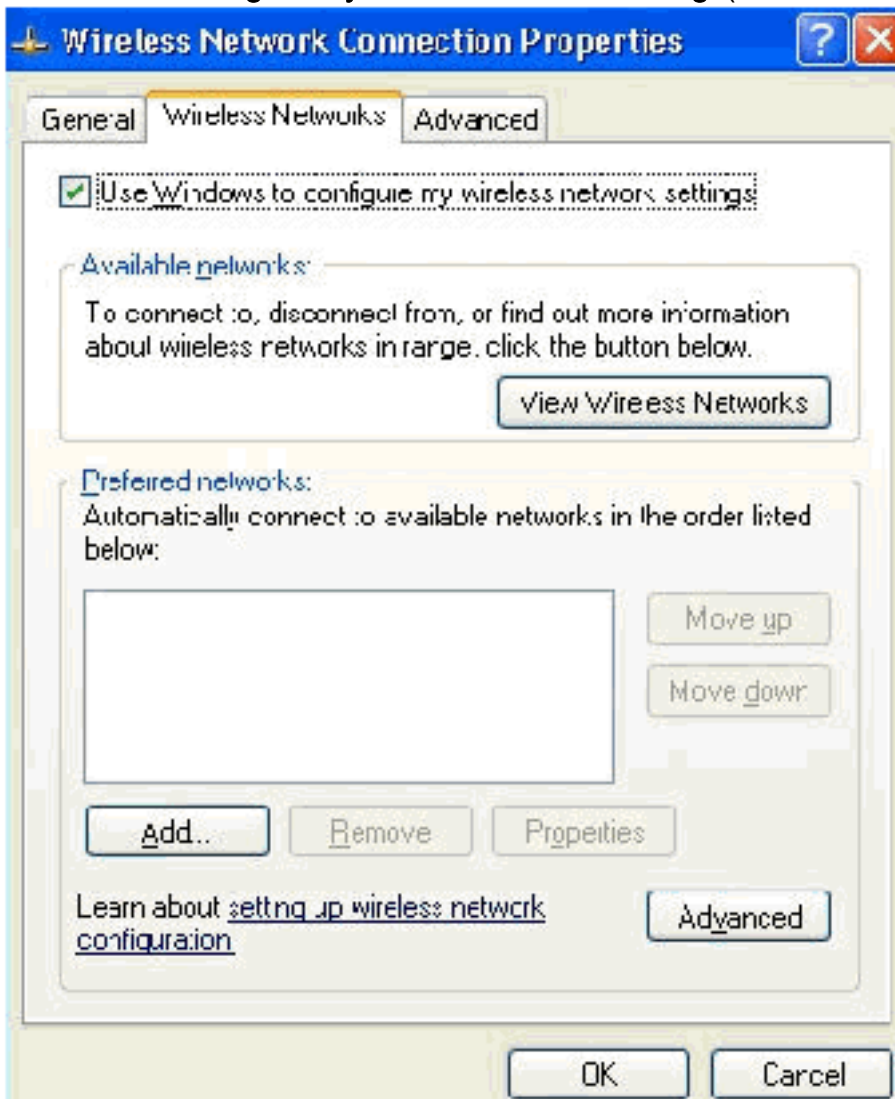 Wireless Network Connection Properties
General Wireless Networks Advanced
Use Windows to configure my wireless network settings
Available networks:
To connect to, disconnect from, or find out more information
about wireless networks in range, click the button below.
View Wireless Networks
Preferred networks:
Automatically connect to available networks in the order listed
below:
Move up
Move down
Add... Remove Properties
Learn about setting up wireless network
configuration.
Advanced
OK Cancel